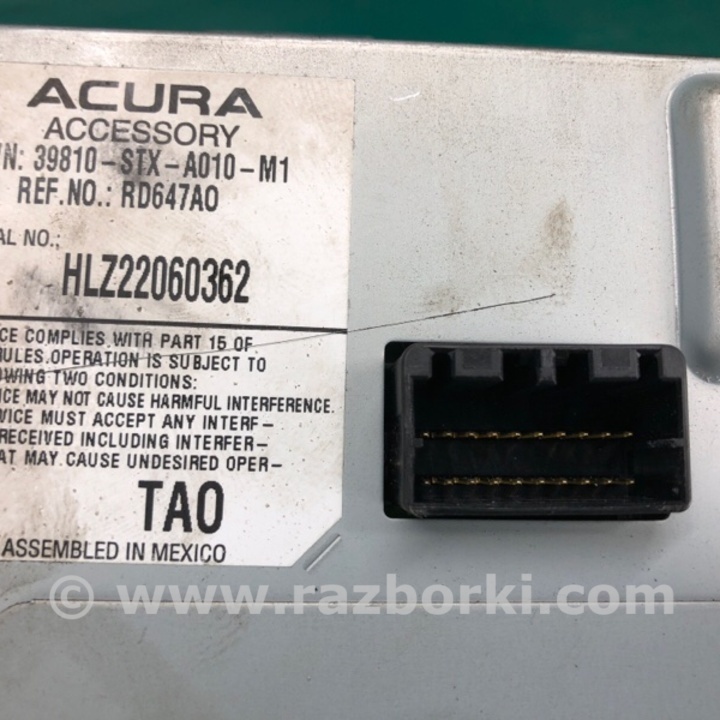 ACURA
ACCESSORY
/N: 39810-STX-A010-M1
REF.NO.: RD647A0
AL NO.;
HLZ22060362
CE COMPLIES WITH PART 15 OF
RULES.OPERATION IS SUBJECT TO
OWING TWO CONDITIONS:
ICE MAY NOT CAUSE HARMFUL INTERFERENCE.
VICE MUST ACCEPT ANY INTERF-
RECEIVED INCLUDING INTERFER-
AT MAY CAUSE UNDESIRED OPER-
TA0
ASSEMBLED IN MEXICO
© www.razborki.com